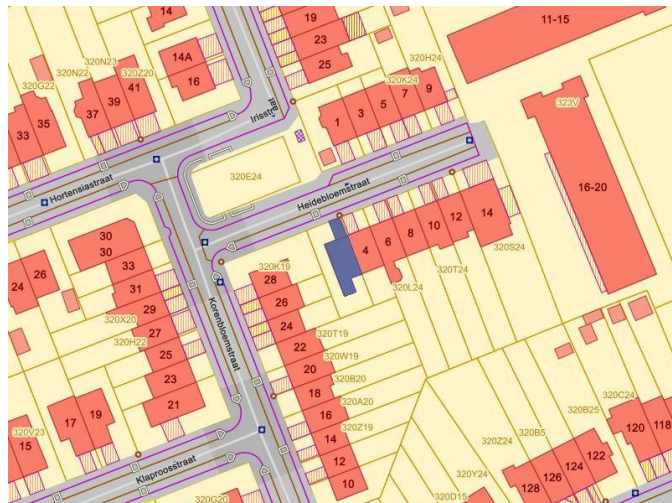 14
19
23
25
11-15
14A
16
320N23
320N22
320Z20
320G22
41
39
37
35
33
320H24
320K24
9
7
5
3
1
323V
16-20
Irisstraat
320E24
Hortensiastraat
Heidebloemstraat
4
6
8
10
12
14
320S24
320T24
320L24
30
30
33
31
29
27
25
23
21
26
24
320X20
320H22
Korenbloemstraat
320K19
28
26
24
22
20
18
16
14
12
10
320T19
320W19
320B20
320A20
320Z19
17
19
15
320V23
Klaproosstraat
320G20
320C24
320B25
320B5
320Z24
320Y24
320D15
118
120
122
124
126
128